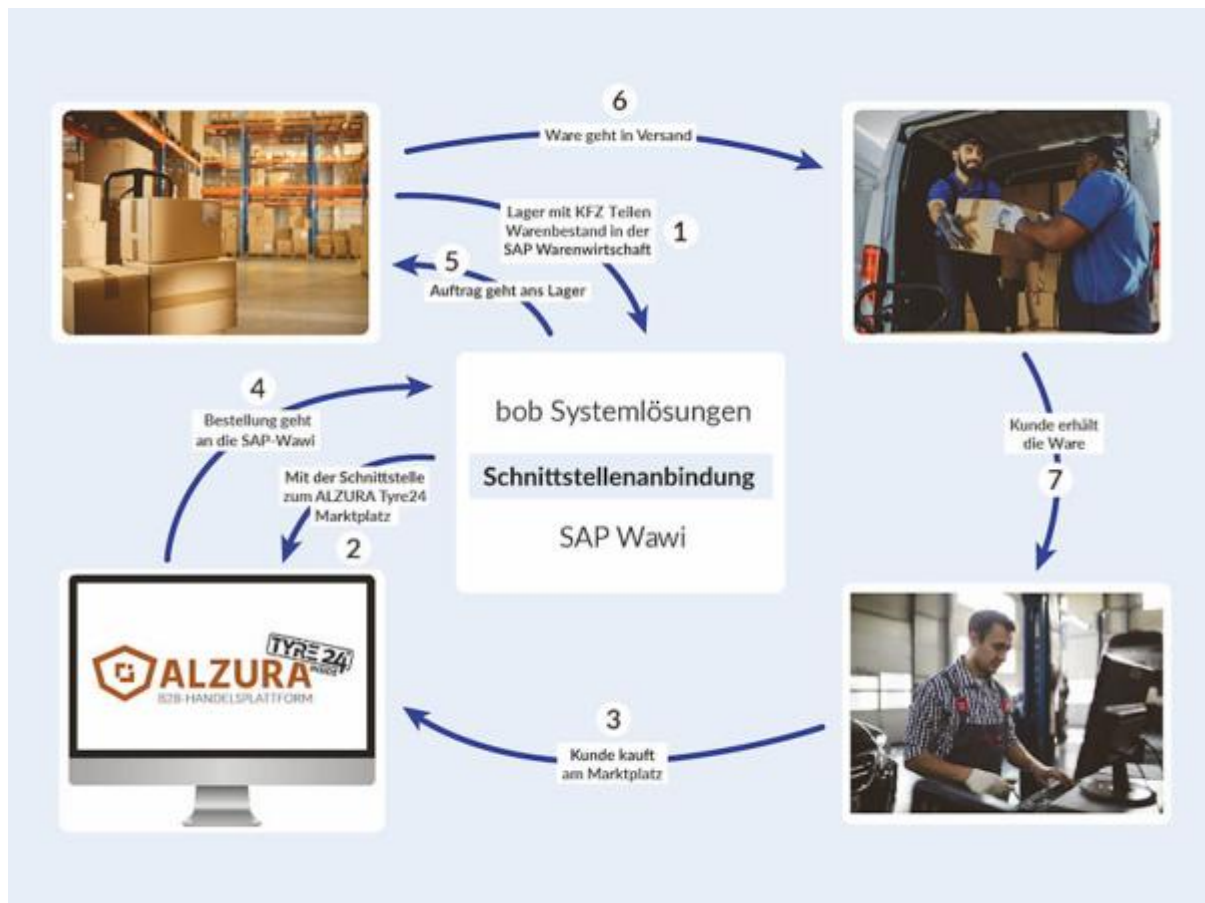 6
Ware geht in Versand
Lager mit KFZ Teilen
Warenbestand in der
SAP Warenwirtschaft
1
5
Auftrag geht ans Lager
4
Bestellung geht
an die SAP-Wawi
Mit der Schnittstelle
zum ALZURA Tyre24
Marktplatz
2
bob Systemlösungen
Schnittstellenanbindung
SAP Wawi
Kunde erhält
die Ware
7
TYRE24
INSIDE
ALZURA
B2B-HANDELSPLATTFORM
3
Kunde kauft
am Marktplatz